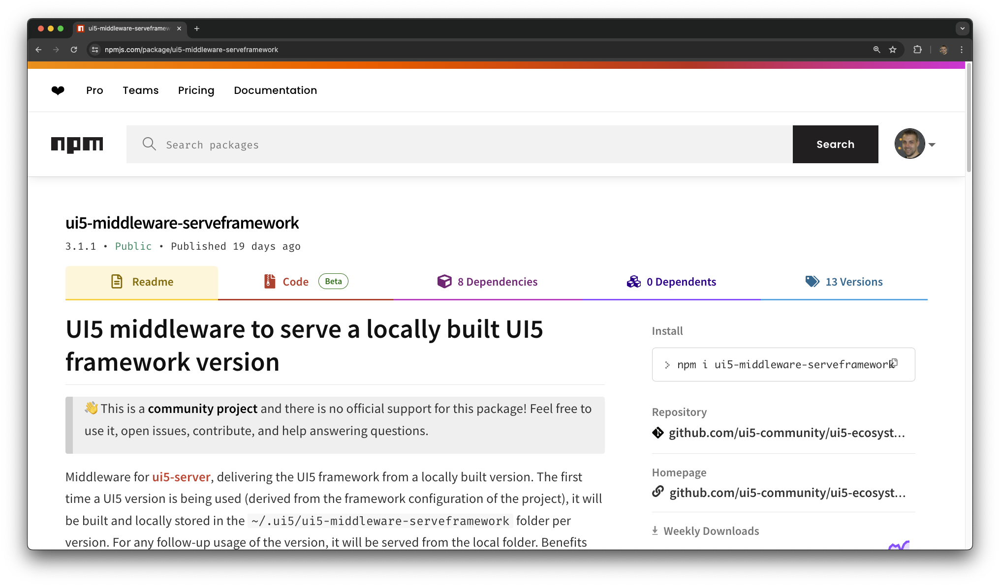 ui5-middleware-serveframew
npmjs.com/package/ui5-middleware-serveframework
Pro Teams Pricing Documentation
npm Search packages Search
ui5-middleware-serveframework
3.1.1 • Public • Published 19 days ago
Readme Code Beta 8 Dependencies 0 Dependents 13 Versions
UI5 middleware to serve a locally built UI5
framework version
👋 This is a community project and there is no official support for this package! Feel free to
use it, open issues, contribute, and help answering questions.
Middleware for ui5-server, delivering the UI5 framework from a locally built version. The first
time a UI5 version is being used (derived from the framework configuration of the project), it will
be built and locally stored in the ~/.ui5/ui5-middleware-serveframework folder per
version. For any follow-up usage of the version, it will be served from the local folder. Benefits
Install
> npm i ui5-middleware-serveframework
Repository
github.com/ui5-community/ui5-ecosyst...
Homepage
github.com/ui5-community/ui5-ecosyst...
Weekly Downloads